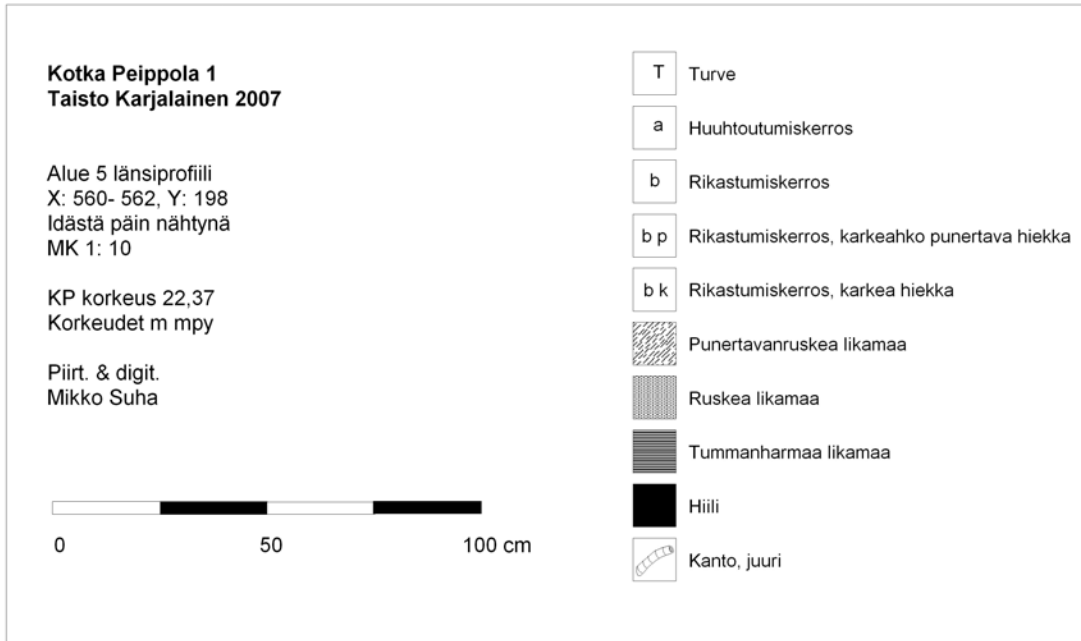 Kotka Peippola 1
Taisto Karjalainen 2007
Alue 5 länsiprofiili
X: 560- 562, Y: 198
Idästä päin nähtynä
MK 1: 10
KP korkeus 22,37
Korkeudet m mpy
Piirt. & digit.
Mikko Suha
0 50 100 cm
T Turve
a Huuhtoutumiskerros
b Rikastumiskerros
b p Rikastumiskerros, karkeahko punertava hiekka
b k Rikastumiskerros, karkea hiekka
Punertavanruskea likamaa
Ruskea likamaa
Tummanharmaa likamaa
Hiili
Kanto, juuri